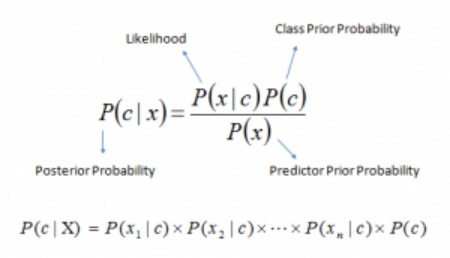 Likelihood
Class Prior Probability
P(c | x) = P(x | c)P(c) / P(x)
Posterior Probability
Predictor Prior Probability
P(c | X) = P(x₁ | c) × P(x₂ | c) × ··· × P(xₙ | c) × P(c)